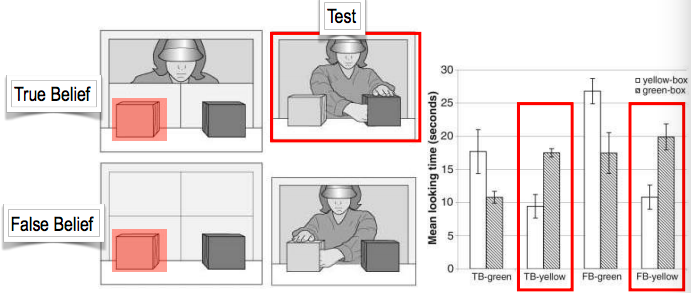 Test
True Belief
False Belief
Mean looking time (seconds)
30
25
20
15
10
5
0
yellow-box
green-box
TB-green
TB-yellow
FB-green
FB-yellow